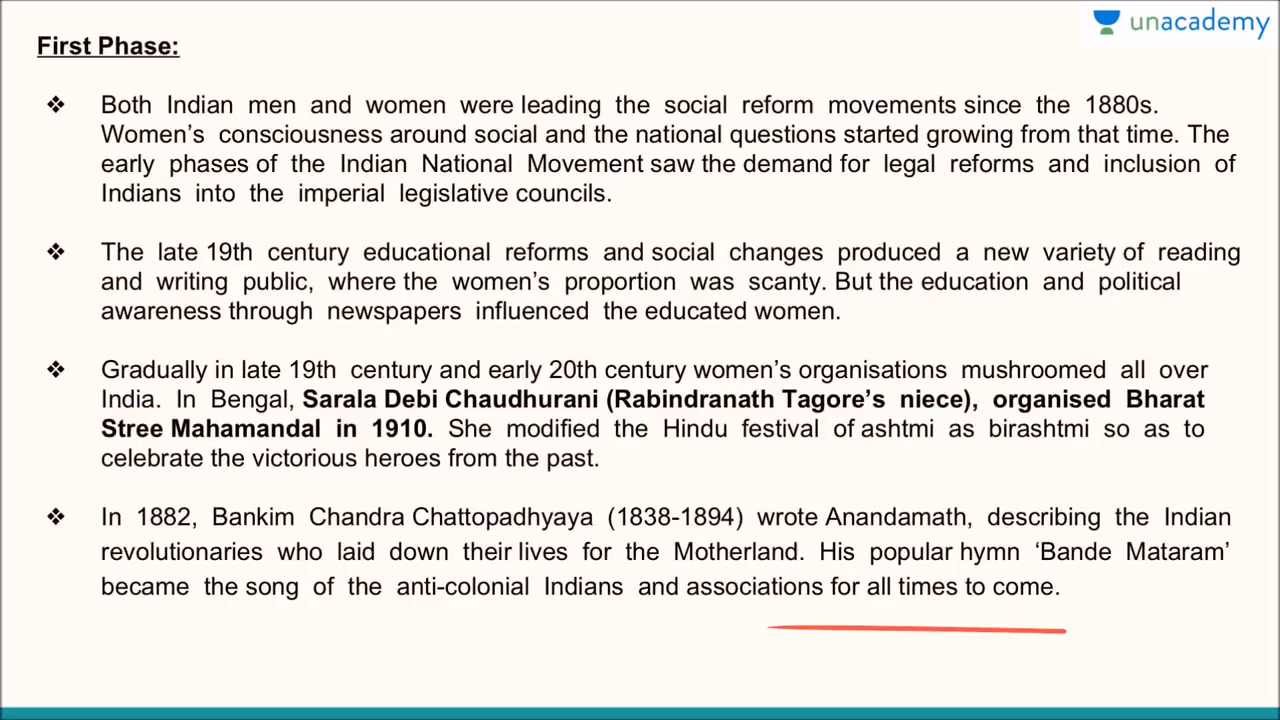 unacademy
First Phase:
❖ Both Indian men and women were leading the social reform movements since the 1880s.
Women’s consciousness around social and the national questions started growing from that time. The
early phases of the Indian National Movement saw the demand for legal reforms and inclusion of
Indians into the imperial legislative councils.
❖ The late 19th century educational reforms and social changes produced a new variety of reading
and writing public, where the women’s proportion was scanty. But the education and political
awareness through newspapers influenced the educated women.
❖ Gradually in late 19th century and early 20th century women’s organisations mushroomed all over
India. In Bengal, Sarala Debi Chaudhurani (Rabindranath Tagore’s niece), organised Bharat
Stree Mahamandal in 1910. She modified the Hindu festival of ashtmi as birashtmi so as to
celebrate the victorious heroes from the past.
❖ In 1882, Bankim Chandra Chattopadhyaya (1838-1894) wrote Anandamath, describing the Indian
revolutionaries who laid down their lives for the Motherland. His popular hymn ‘Bande Mataram’
became the song of the anti-colonial Indians and associations for all times to come.